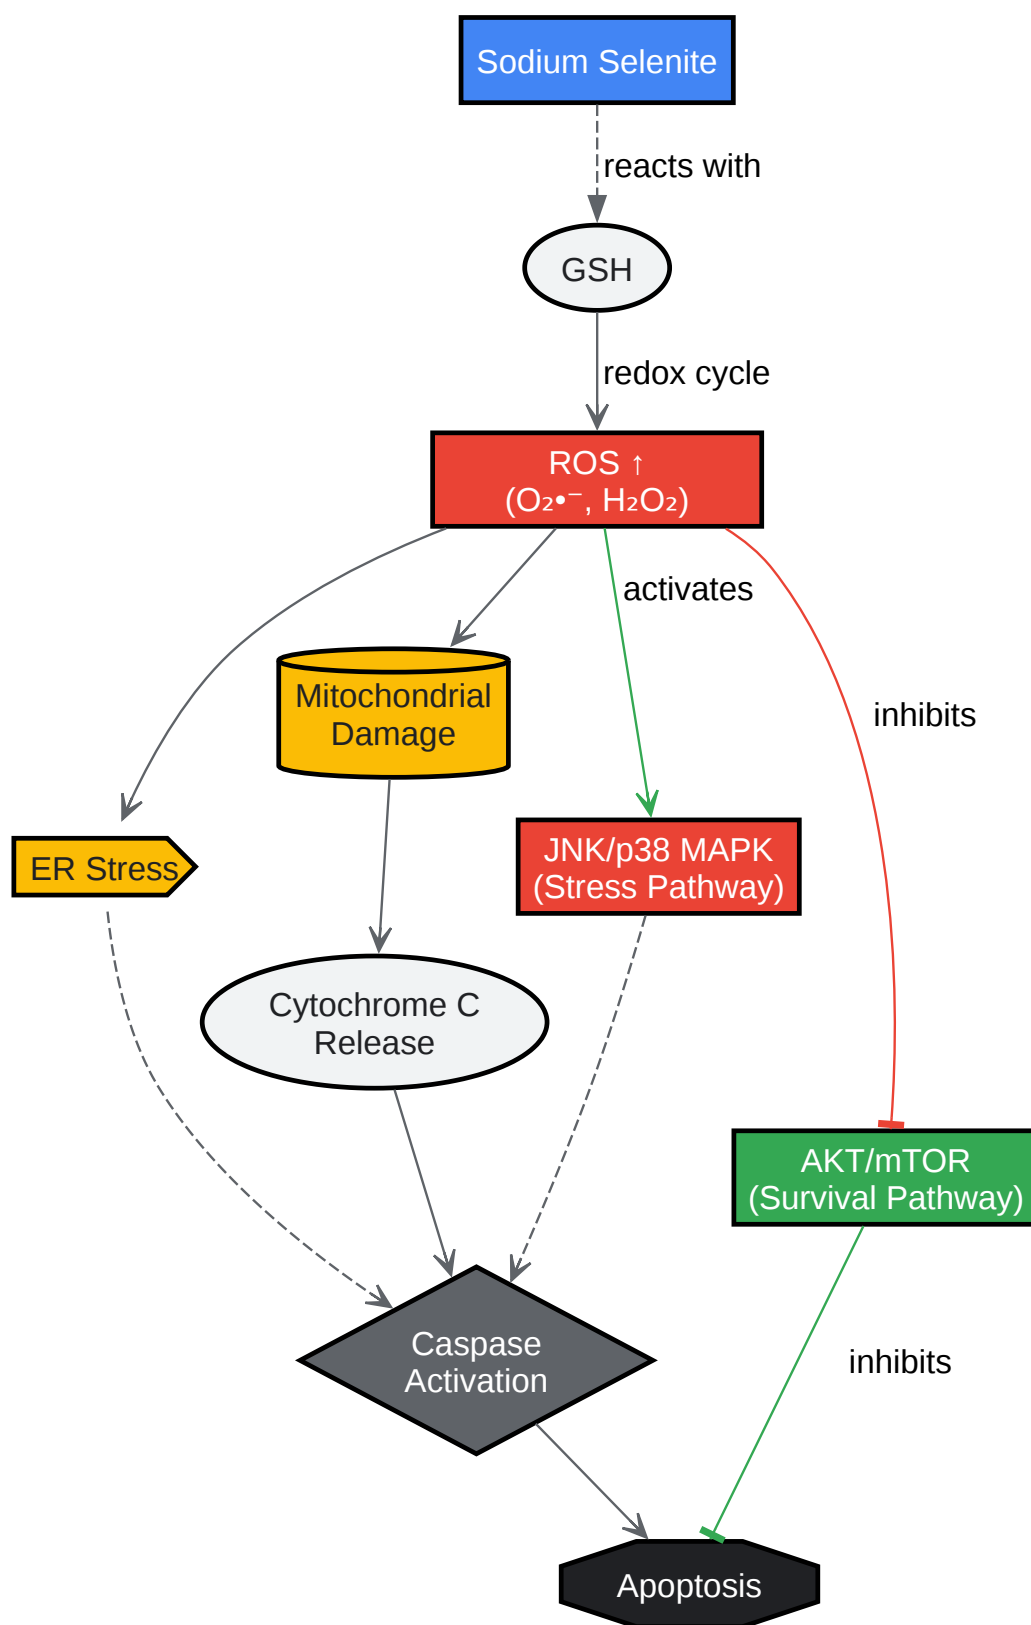 Sodium Selenite
reacts with
GSH
redox cycle
ROS ↑
(O₂•⁻, H₂O₂)
activates
inhibits
Mitochondrial
Damage
ER Stress
JNK/p38 MAPK
(Stress Pathway)
Cytochrome C
Release
AKT/mTOR
(Survival Pathway)
inhibits
Caspase
Activation
Apoptosis